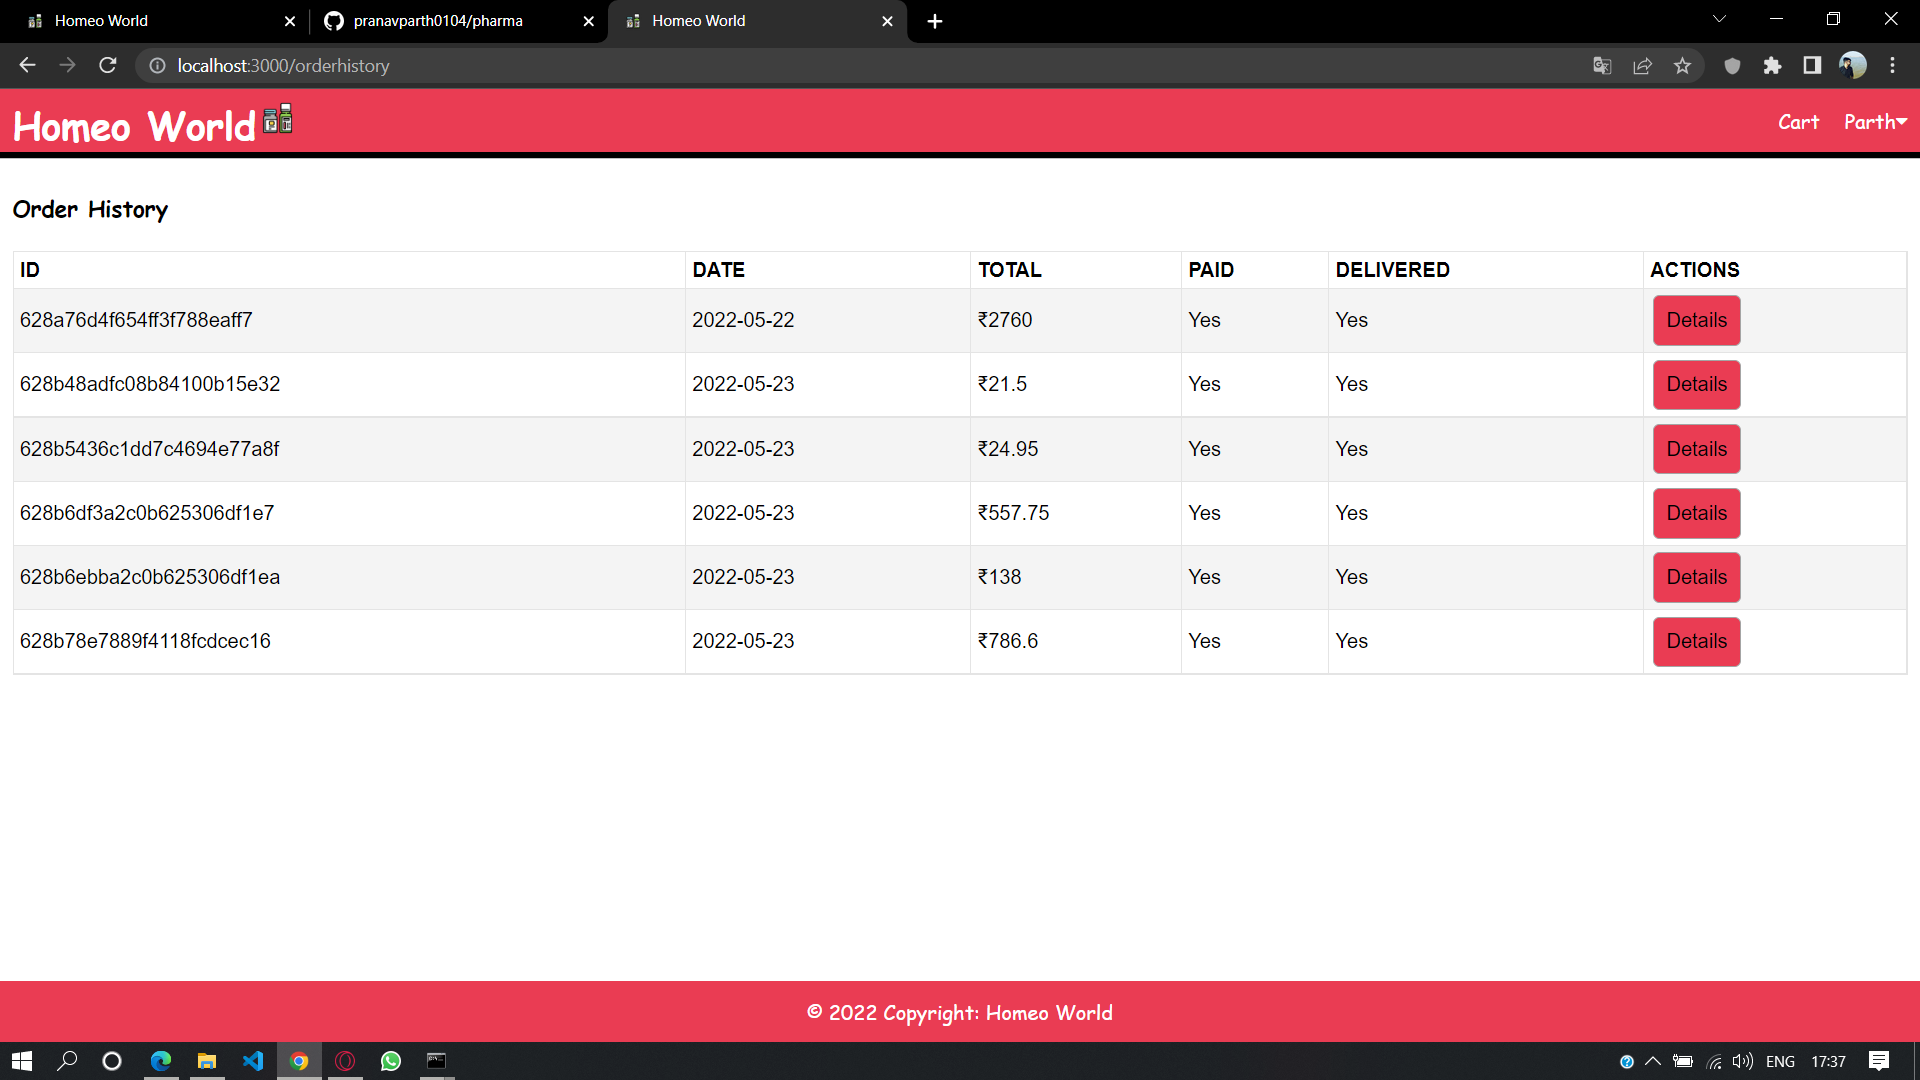 Homeo World
pranavparth0104/pharma
Homeo World
localhost:3000/orderhistory
Homeo World
Cart Parth
Order History
ID DATE TOTAL PAID DELIVERED ACTIONS
628a76d4f654ff3f788eaff7 2022-05-22 ₹2760 Yes Yes Details
628b48adfc08b84100b15e32 2022-05-23 ₹21.5 Yes Yes Details
628b5436c1dd7c4694e77a8f 2022-05-23 ₹24.95 Yes Yes Details
628b6df3a2c0b625306df1e7 2022-05-23 ₹557.75 Yes Yes Details
628b6ebba2c0b625306df1ea 2022-05-23 ₹138 Yes Yes Details
628b78e7889f4118fcdcec16 2022-05-23 ₹786.6 Yes Yes Details
© 2022 Copyright: Homeo World
ENG 17:37